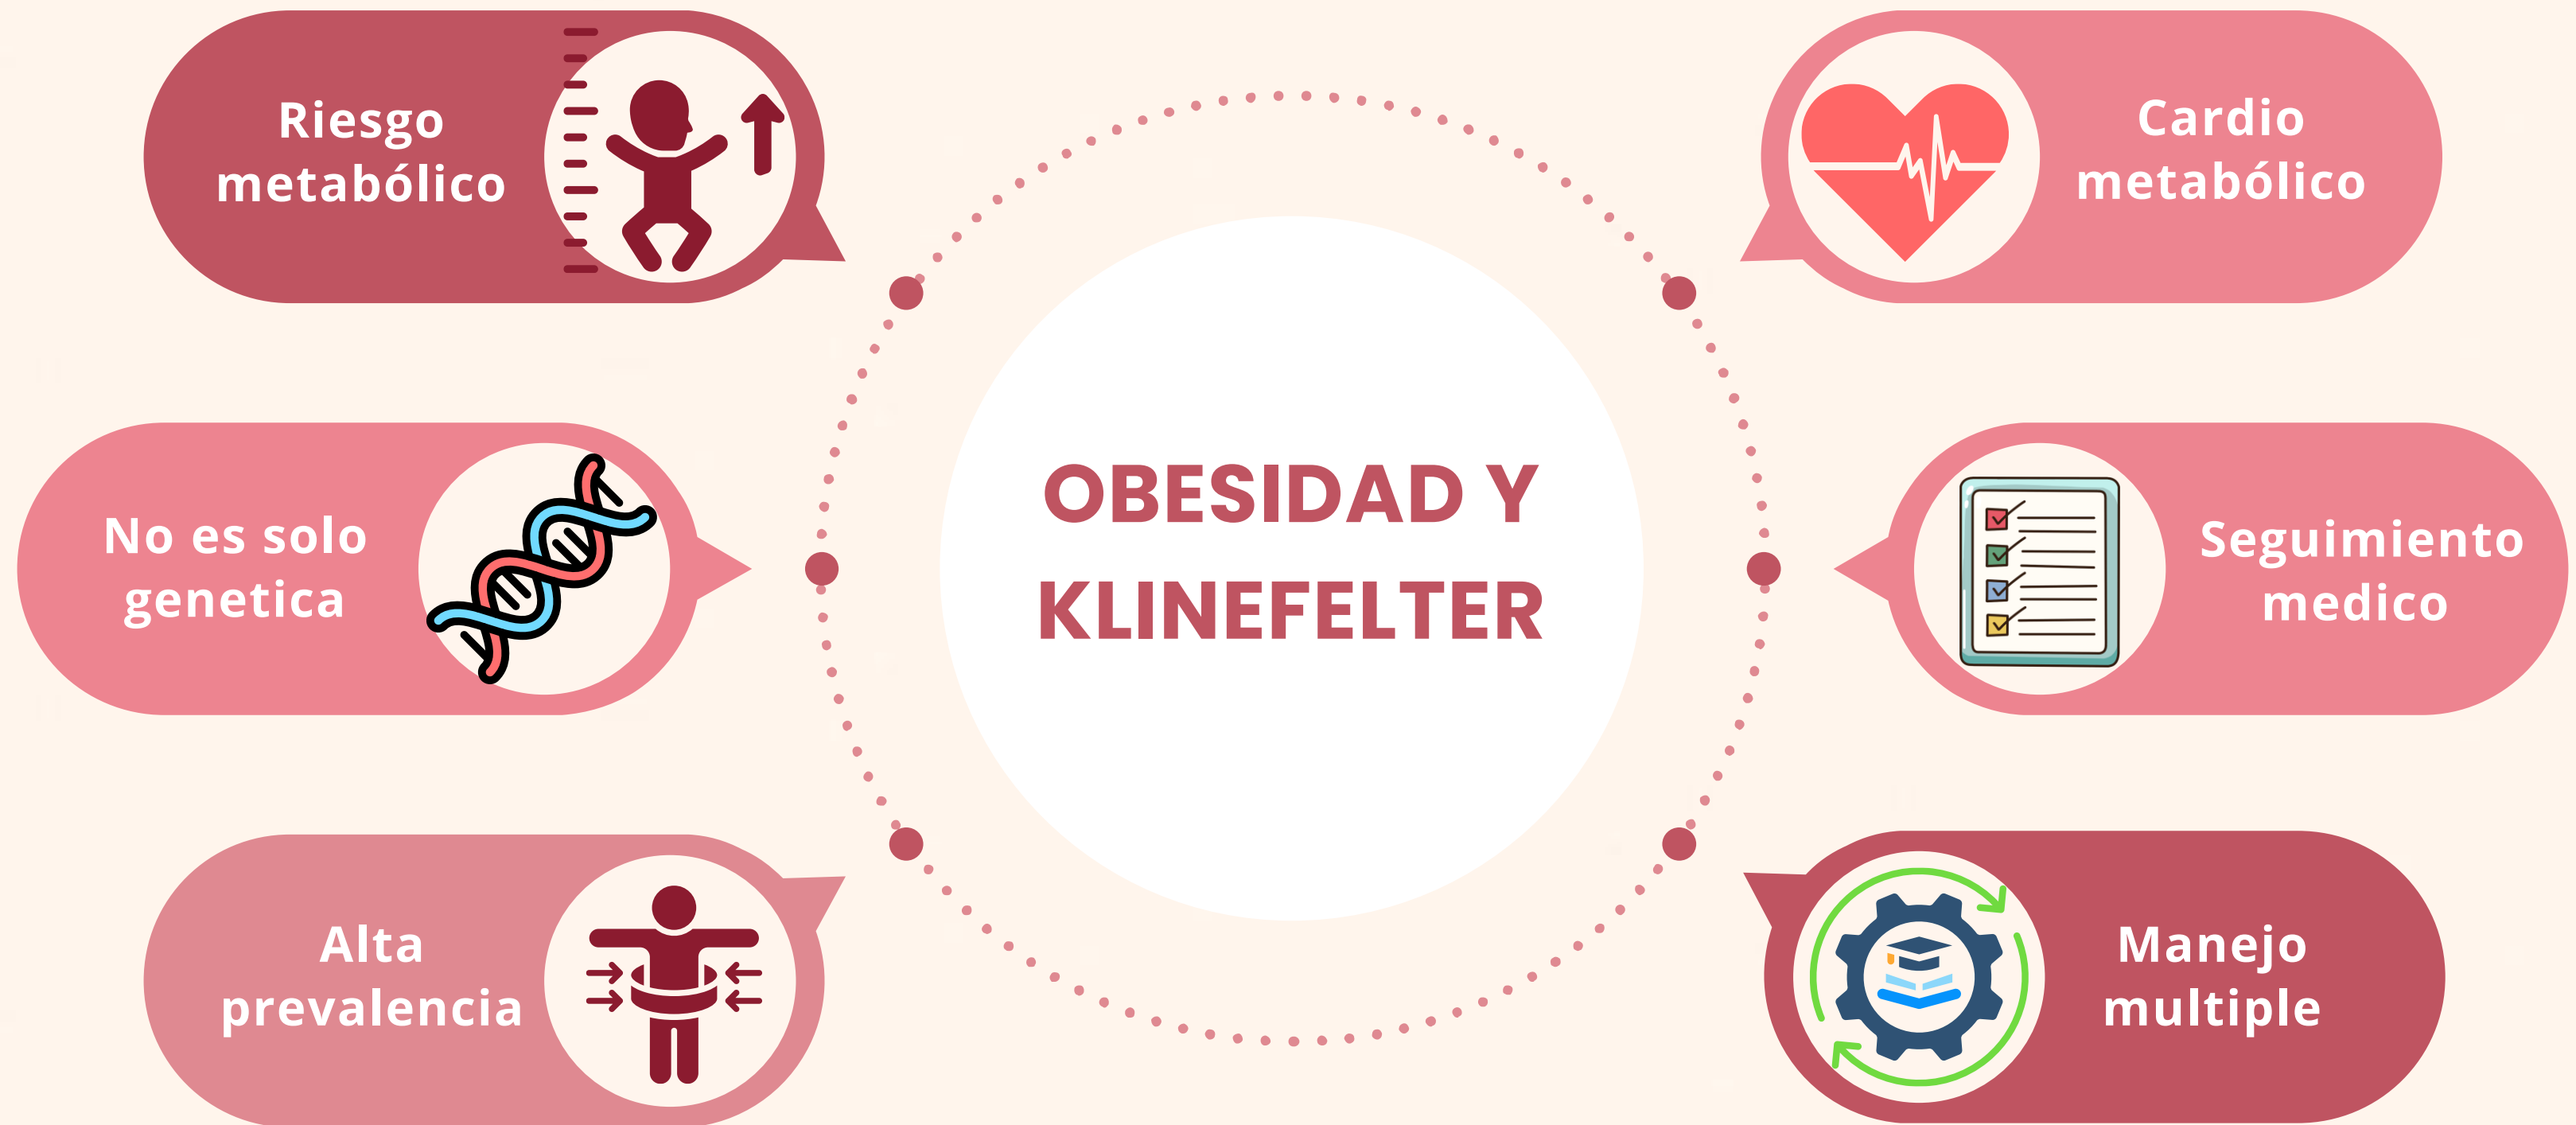 Riesgo
metabólico
No es solo
genetica
Alta
prevalencia
OBESIDAD Y
KLINEFELTER
Cardio
metabólico
Seguimiento
medico
Manejo
multiple